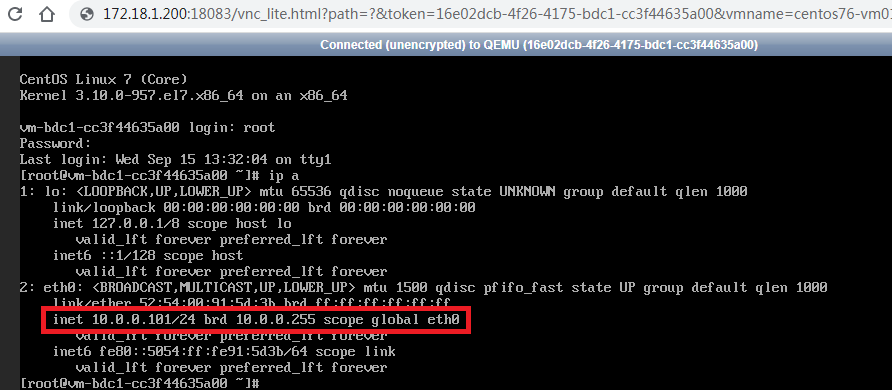 172.18.1.200:18083/vnc_lite.html?path=?&token=16e02dcb-4f26-4175-bdc1-cc3f44635a00&vmname=centos76-vm0
Connected (unencrypted) to QEMU (16e02dcb-4f26-4175-bdc1-cc3f44635a00)
CentOS Linux 7 (Core)
Kernel 3.10.0-957.el7.x86_64 on an x86_64
vm-bdc1-cc3f44635a00 login: root
Password:
Last login: Wed Sep 15 13:32:04 on tty1
[root@vm-bdc1-cc3f44635a00 ~]# ip a
1: lo: <LOOPBACK,UP,LOWER_UP> mtu 65536 qdisc noqueue state UNKNOWN group default qlen 1000
link/loopback 00:00:00:00:00:00 brd 00:00:00:00:00:00
inet 127.0.0.1/8 scope host lo
valid_lft forever preferred_lft forever
inet6 ::1/128 scope host
valid_lft forever preferred_lft forever
2: eth0: <BROADCAST,MULTICAST,UP,LOWER_UP> mtu 1500 qdisc pfifo_fast state UP group default qlen 1000
link/ether 52:54:00:91:5d:3b brd ff:ff:ff:ff:ff:ff
inet 10.0.0.101/24 brd 10.0.0.255 scope global eth0
valid_lft forever preferred_lft forever
inet6 fe80::5054:ff:fe91:5d3b/64 scope link
valid_lft forever preferred_lft forever
[root@vm-bdc1-cc3f44635a00 ~]#